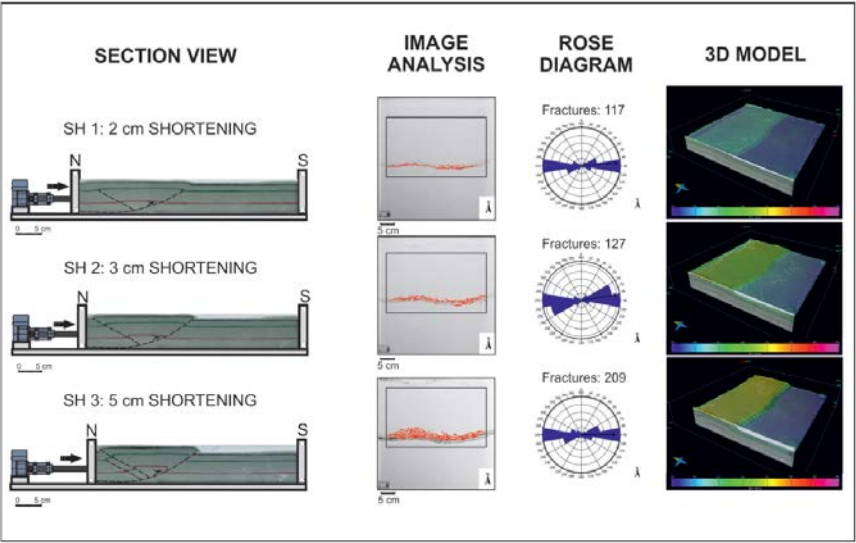 SECTION VIEW
IMAGE
ANALYSIS
ROSE
DIAGRAM
3D MODEL
SH 1: 2 cm SHORTENING
N
S
5 cm
0 5 cm
Fractures: 117
SH 2: 3 cm SHORTENING
N
S
5 cm
0 5 cm
Fractures: 127
SH 3: 5 cm SHORTENING
N
S
5 cm
0 5 cm
Fractures: 209